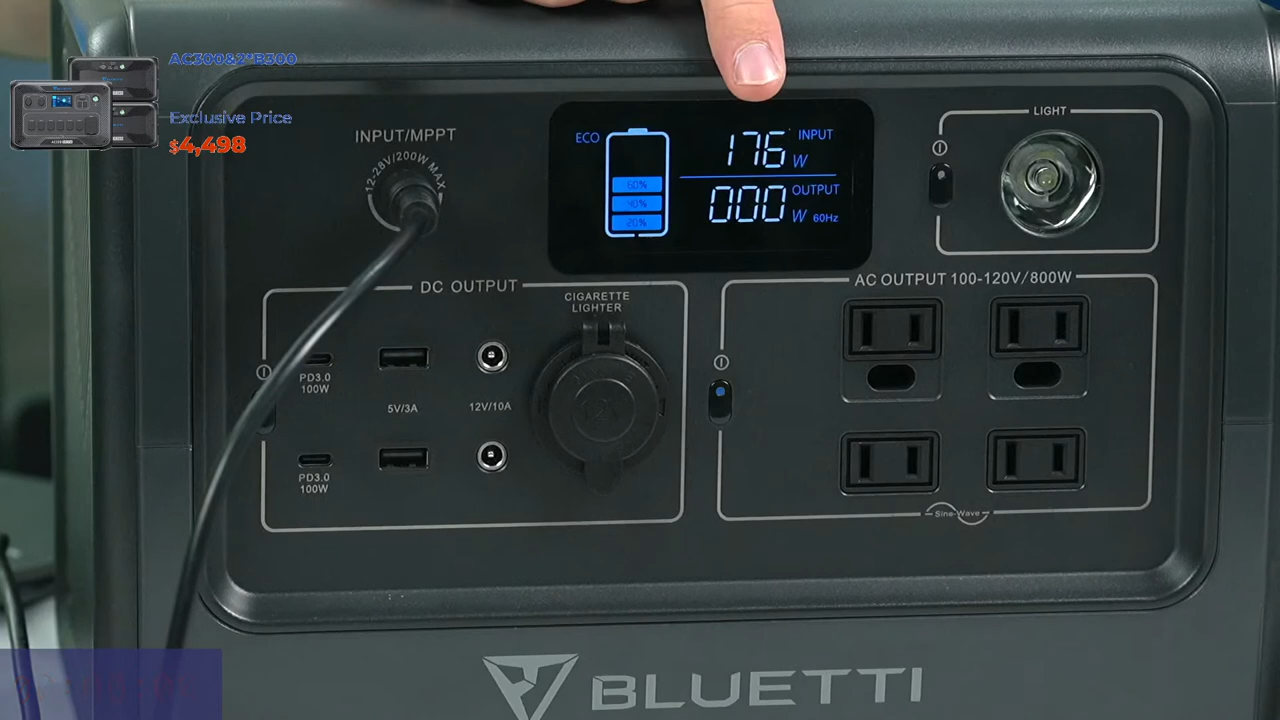 AC300&2*B300
Exclusive Price
$4,498
INPUT/MPPT
12-28V/200W MAX
ECO
60%
40%
20%
176 W INPUT
000 W OUTPUT
60Hz
LIGHT
DC OUTPUT
CIGARETTE
LIGHTER
PD3.0
100W
5V/3A
12V/10A
PD3.0
100W
AC OUTPUT 100-120V/800W
Sine-Wave
BLUETTI